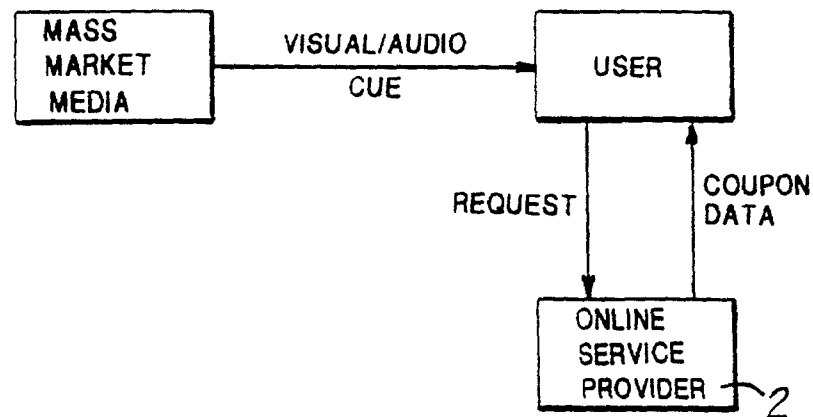 MASS
MARKET
MEDIA
VISUAL/AUDIO
CUE
USER
REQUEST
COUPON
DATA
ONLINE
SERVICE
PROVIDER
2